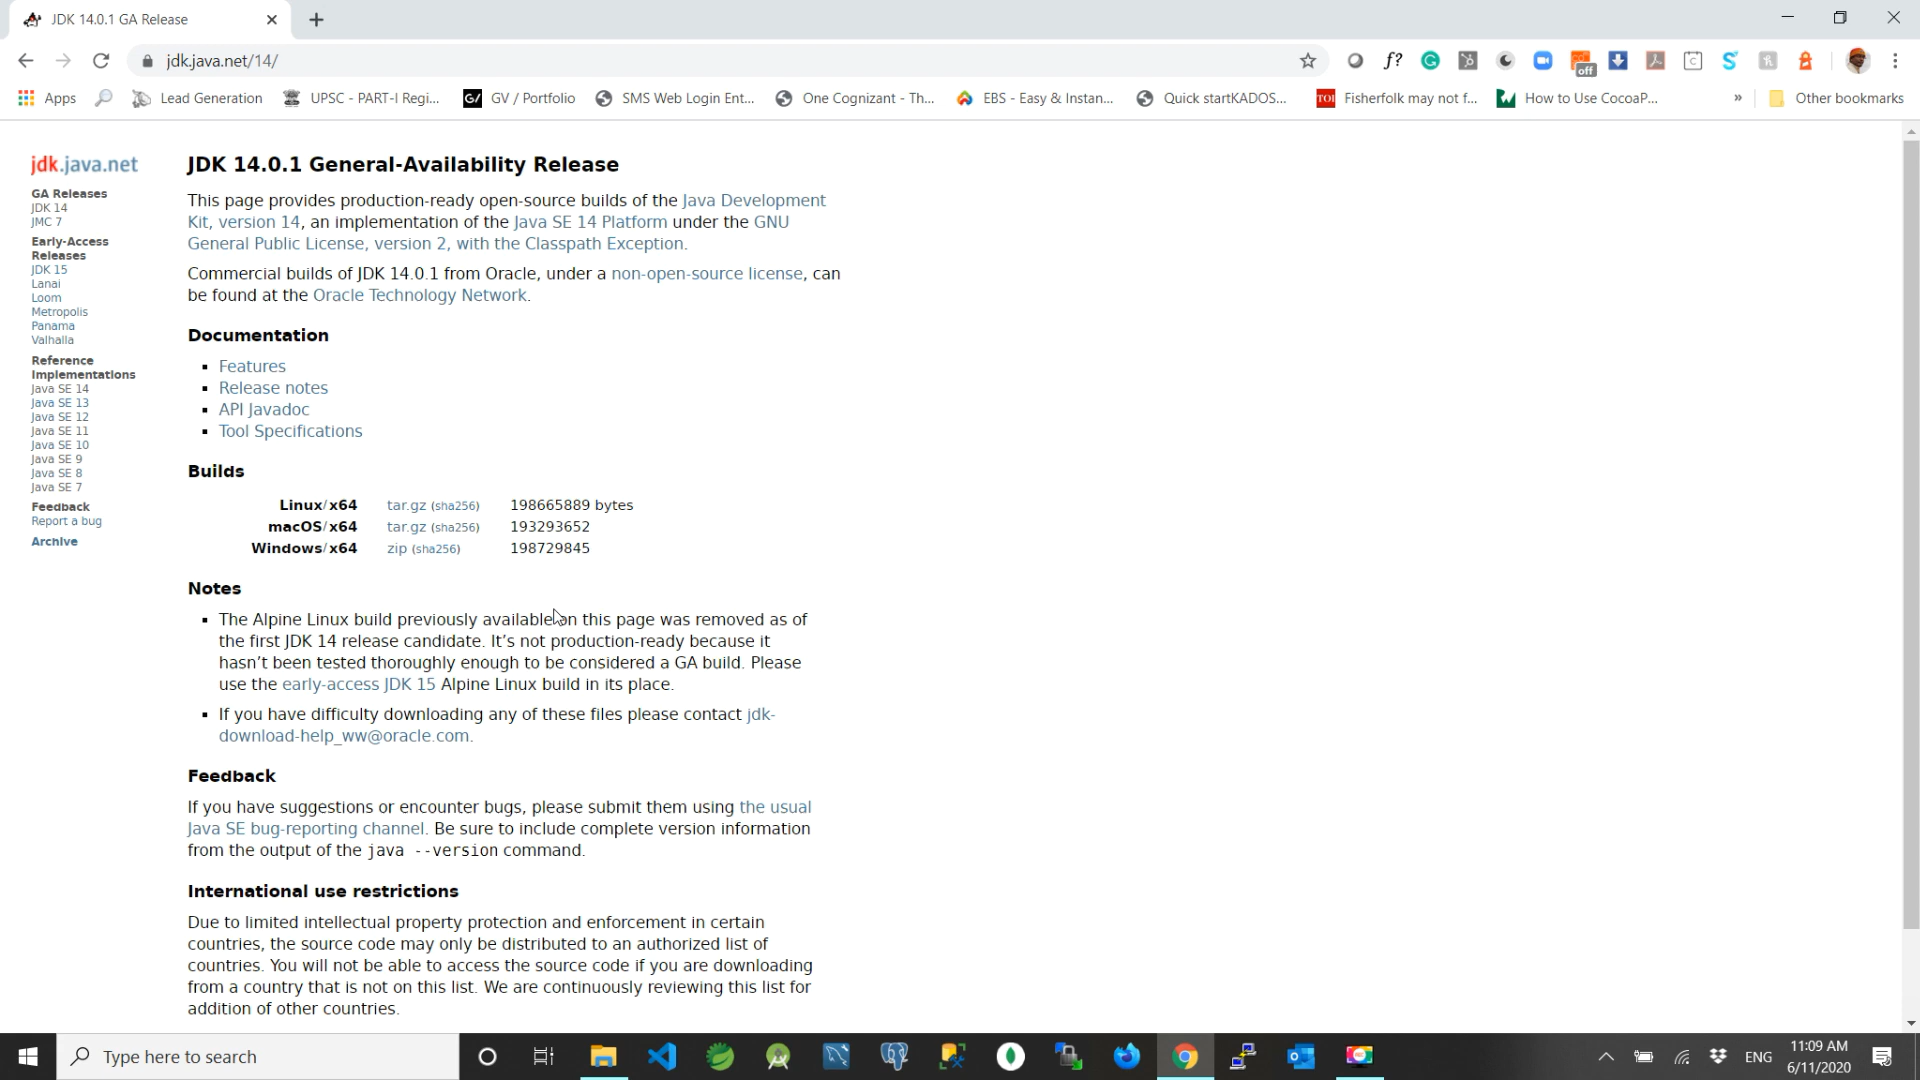 JDK 14.0.1 GA Release
jdk.java.net/14/
f?
off
Apps
Lead Generation
UPSC - PART-I Regi...
GV / Portfolio
SMS Web Login Ent...
One Cognizant - Th...
EBS - Easy & Instan...
Quick startKADOS...
TOI
Fisherfolk may not f...
How to Use CocoaP...
»
Other bookmarks
jdk.java.net
GA Releases
JDK 14
JMC 7
Early-Access
Releases
JDK 15
Lanai
Loom
Metropolis
Panama
Valhalla
Reference
Implementations
Java SE 14
Java SE 13
Java SE 12
Java SE 11
Java SE 10
Java SE 9
Java SE 8
Java SE 7
Feedback
Report a bug
Archive
JDK 14.0.1 General-Availability Release
This page provides production-ready open-source builds of the Java Development
Kit, version 14, an implementation of the Java SE 14 Platform under the GNU
General Public License, version 2, with the Classpath Exception.
Commercial builds of JDK 14.0.1 from Oracle, under a non-open-source license, can
be found at the Oracle Technology Network.
Documentation
▪ Features
▪ Release notes
▪ API Javadoc
▪ Tool Specifications
Builds
Linux/x64 tar.gz (sha256) 198665889 bytes
macOS/x64 tar.gz (sha256) 193293652
Windows/x64 zip (sha256) 198729845
Notes
▪ The Alpine Linux build previously available on this page was removed as of
the first JDK 14 release candidate. It’s not production-ready because it
hasn’t been tested thoroughly enough to be considered a GA build. Please
use the early-access JDK 15 Alpine Linux build in its place.
▪ If you have difficulty downloading any of these files please contact jdk-
download-help_ww@oracle.com.
Feedback
If you have suggestions or encounter bugs, please submit them using the usual
Java SE bug-reporting channel. Be sure to include complete version information
from the output of the java --version command.
International use restrictions
Due to limited intellectual property protection and enforcement in certain
countries, the source code may only be distributed to an authorized list of
countries. You will not be able to access the source code if you are downloading
from a country that is not on this list. We are continuously reviewing this list for
addition of other countries.
Type here to search
ENG
11:09 AM
6/11/2020